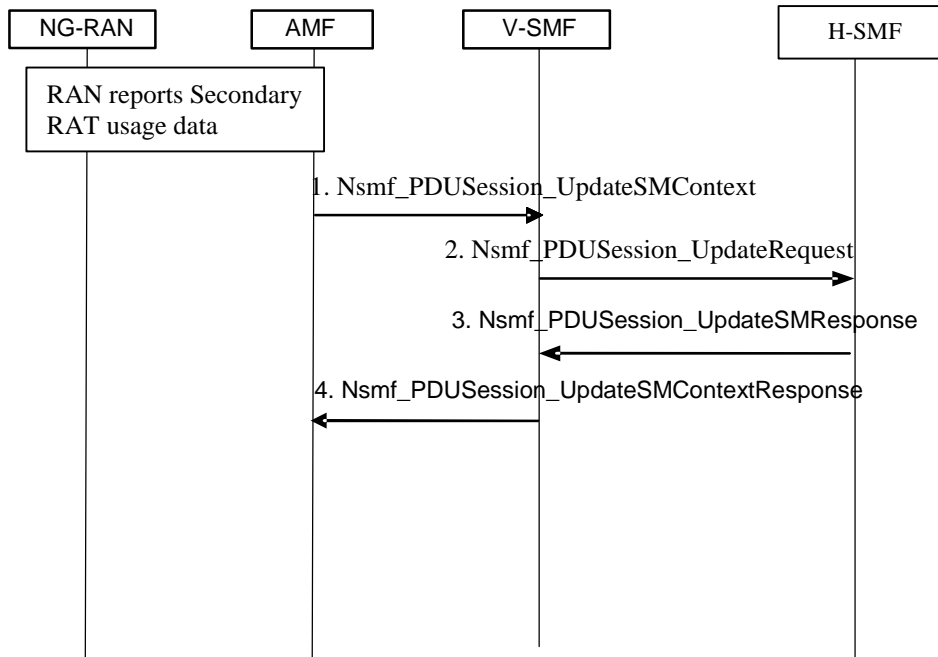 NG-RAN
AMF
V-SMF
H-SMF
RAN reports Secondary
RAT usage data
1. Nsmf_PDUSession_UpdateSMContext
2. Nsmf_PDUSession_UpdateRequest
3. Nsmf_PDUSession_UpdateSMResponse
4. Nsmf_PDUSession_UpdateSMContextResponse